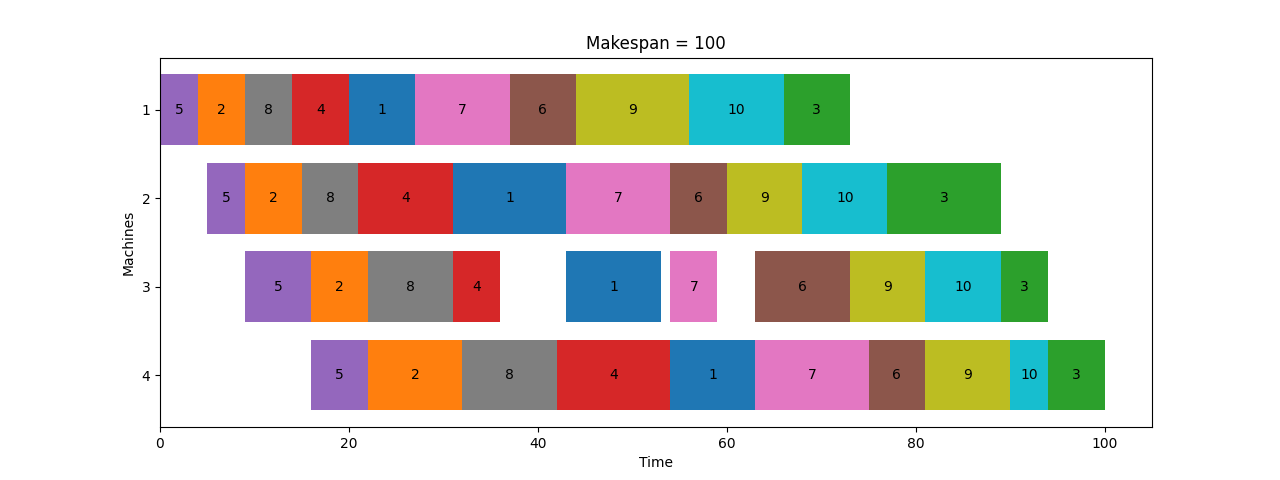 Makespan = 100
Machines
1 5 2 8 4 1 7 6 9 10 3
2 5 2 8 4 1 7 6 9 10 3
3 5 2 8 4 1 7 6 9 10 3
4 5 2 8 4 1 7 6 9 10 3
0 20 40 60 80 100
Time